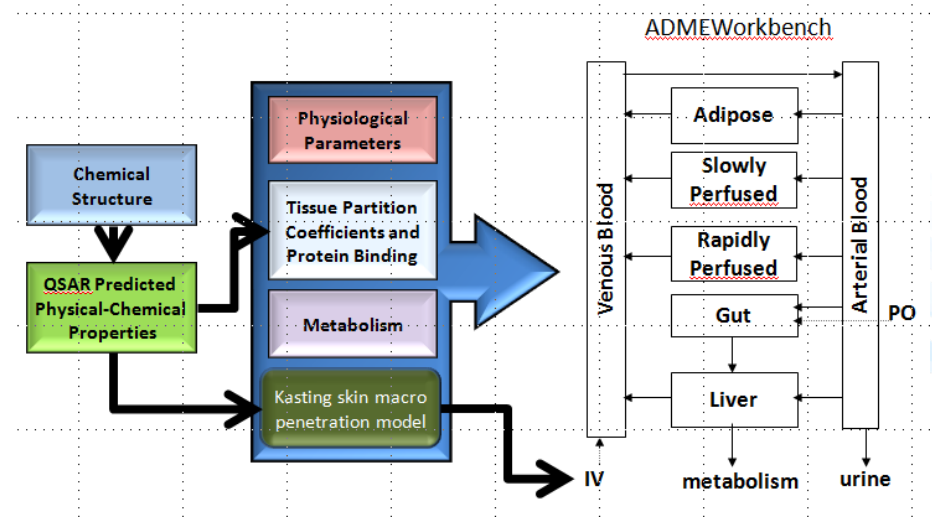 ADMEWorkbench
Physiological
Parameters
Chemical
Structure
Tissue Partition
Coefficients and
Protein Binding
QSAR Predicted
Physical-Chemical
Properties
Metabolism
Kasting skin macro
penetration model
Venous Blood
Adipose
Slowly
Perfused
Rapidly
Perfused
Gut
Liver
Arterial Blood
PO
IV
metabolism
urine